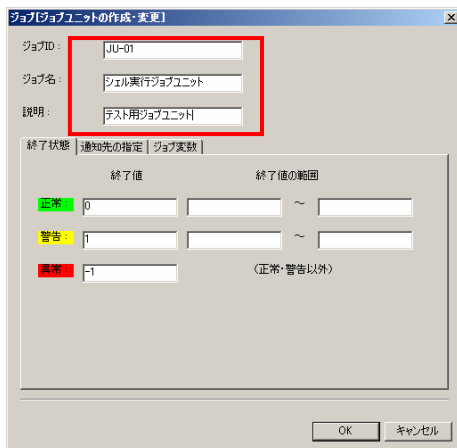 ジョブ[ジョブユニットの作成・変更]
ジョブID： JU-01
ジョブ名： シェル実行ジョブユニット
説明： テスト用ジョブユニット
終了状態 通知先の指定 ジョブ変数
終了値 終了値の範囲
正常： 0 ～
警告： 1 ～
異常： -1 (正常・警告以外)
OK キャンセル